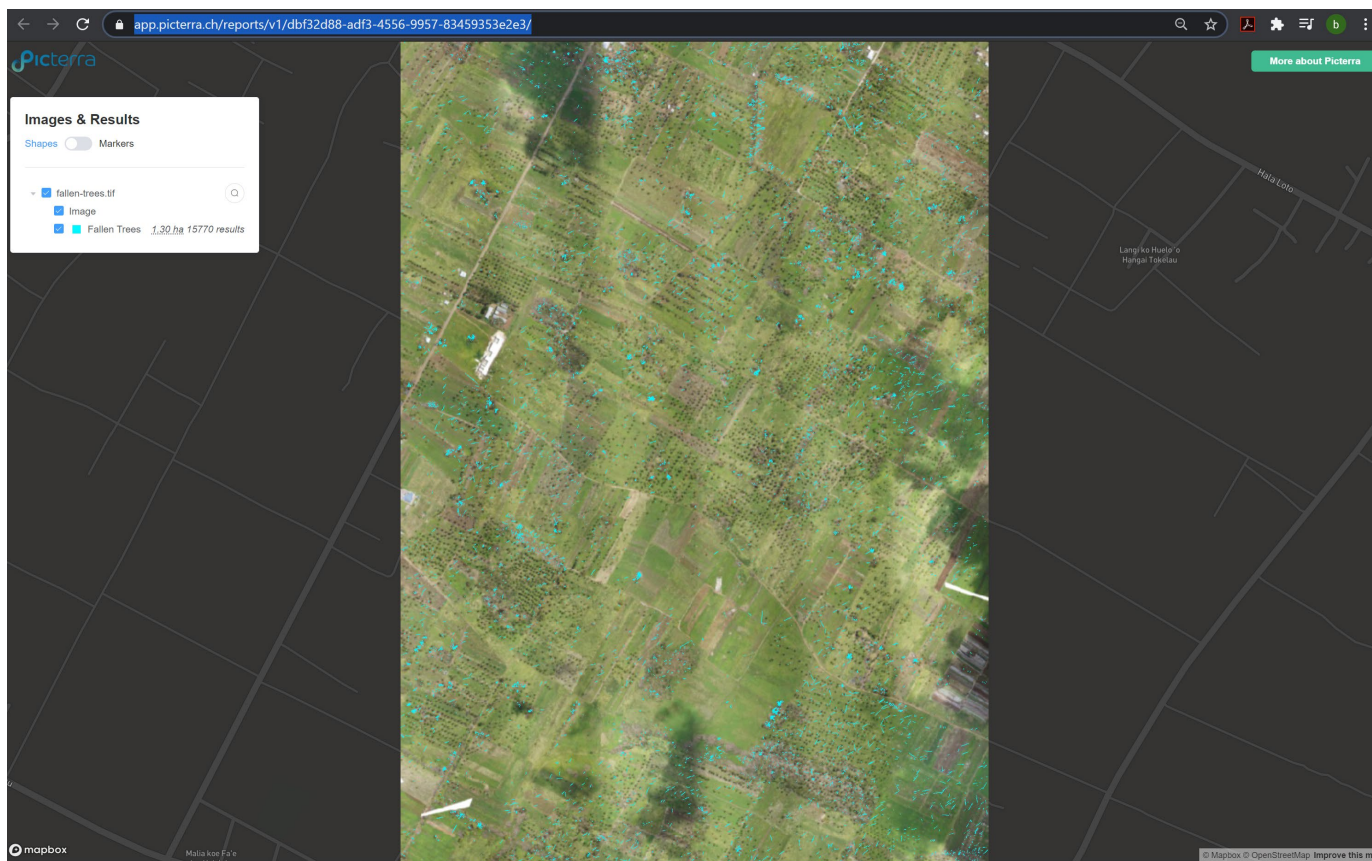 app.picterra.ch/reports/v1/dbf32d88-adf3-4556-9957-83459353e2e3/
b
Picterra
More about Picterra
Images & Results
Shapes Markers
fallen-trees.tif
Image
Fallen Trees 1.30 ha 15770 results
Hala Loto
Langi ko Huelo ʻo
Hangai Tokelau
u
mapbox
Malia koe Fa'e
© Mapbox © OpenStreetMap Improve this m